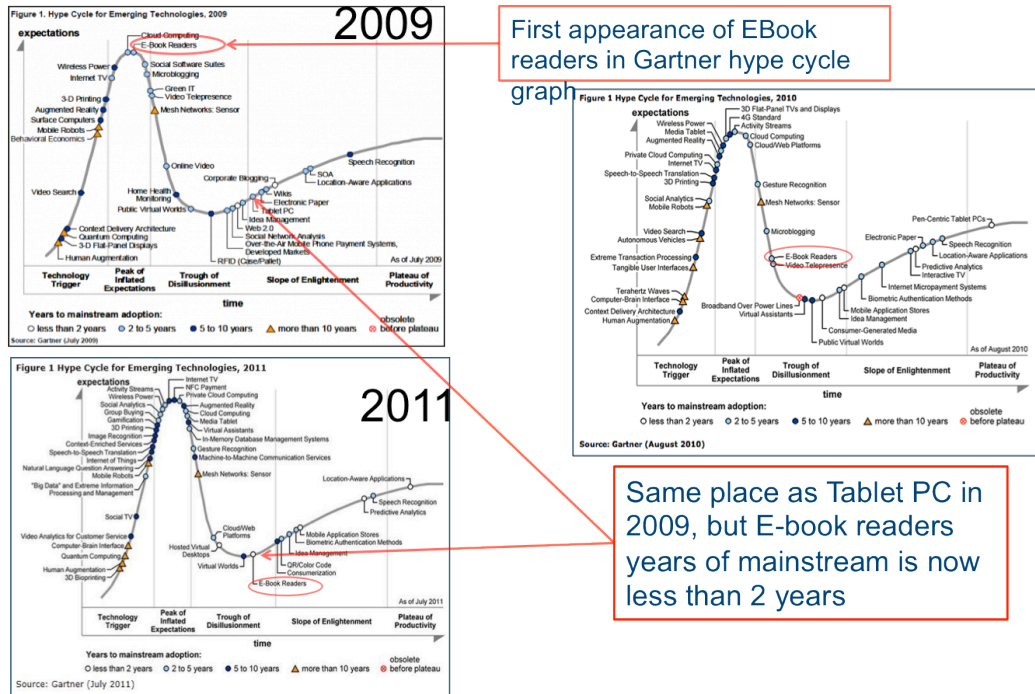 Figure 1. Hype Cycle for Emerging Technologies, 2009
2009
expectations
Cloud Computing
E-Book Readers
Wireless Power
Social Software Suites
Internet TV
Microblogging
Green IT
3-D Printing
Video Telepresence
Augmented Reality
Mesh Networks: Sensor
Surface Computers
Mobile Robots
Behavioral Economics
Speech Recognition
Online Video
SOA
Corporate Blogging
Location-Aware Applications
Video Search
Home Health
Monitoring
Wikis
Electronic Paper
Public Virtual Worlds
Tablet PC
Idea Management
Context Delivery Architecture
Web 2.0
Quantum Computing
Social Network Analysis
3-D Flat-Panel Displays
Over-the-Air Mobile Phone Payment Systems,
Developed Markets
Human Augmentation
RFID (Case/Pallet)
As of July 2009
Technology
Trigger
Peak of
Inflated
Expectations
Trough of
Disillusionment
Slope of Enlightenment
Plateau of
Productivity
time
Years to mainstream adoption:
less than 2 years
2 to 5 years
5 to 10 years
more than 10 years
obsolete
before plateau
Source: Gartner (July 2009)
First appearance of EBook
readers in Gartner hype cycle
graph
Figure 1 Hype Cycle for Emerging Technologies, 2010
expectations
3D Flat-Panel TVs and Displays
4G Standard
Wireless Power
Activity Streams
Media Tablet
Cloud Computing
Augmented Reality
Cloud/Web Platforms
Private Cloud Computing
Internet TV
Speech-to-Speech Translation
3D Printing
Gesture Recognition
Social Analytics
Mobile Robots
Mesh Networks: Sensor
Pen-Centric Tablet PCs
Video Search
Microblogging
Electronic Paper
Autonomous Vehicles
Speech Recognition
Location-Aware Applications
Extreme Transaction Processing
E-Book Readers
Predictive Analytics
Tangible User Interfaces
Video Telepresence
Interactive TV
Internet Micropayment Systems
Terahertz Waves
Biometric Authentication Methods
Computer-Brain Interface
Broadband Over Power Lines
Mobile Application Stores
Context Delivery Architecture
Virtual Assistants
Idea Management
Human Augmentation
Consumer-Generated Media
Public Virtual Worlds
As of August 2010
Technology
Trigger
Peak of
Inflated
Expectations
Trough of
Disillusionment
Slope of Enlightenment
Plateau of
Productivity
time
Years to mainstream adoption:
less than 2 years
2 to 5 years
5 to 10 years
more than 10 years
obsolete
before plateau
Source: Gartner (August 2010)
Figure 1 Hype Cycle for Emerging Technologies, 2011
2011
expectations
Internet TV
Activity Streams
NFC Payment
Wireless Power
Private Cloud Computing
Social Analytics
Augmented Reality
Group Buying
Cloud Computing
Gamification
Media Tablet
3D Printing
Virtual Assistants
Image Recognition
In-Memory Database Management Systems
Context-Enriched Services
Gesture Recognition
Speech-to-Speech Translation
Machine-to-Machine Communication Services
Internet of Things
Natural Language Question Answering
Mesh Networks: Sensor
Mobile Robots
Location-Aware Applications
"Big Data" and Extreme Information
Processing and Management
Speech Recognition
Predictive Analytics
Social TV
Cloud/Web
Platforms
Mobile Application Stores
Video Analytics for Customer Service
Biometric Authentication Methods
Computer-Brain Interface
Hosted Virtual
Desktops
Idea Management
Quantum Computing
QR/Color Code
Human Augmentation
Virtual Worlds
Consumerization
3D Bioprinting
E-Book Readers
As of July 2011
Technology
Trigger
Peak of
Inflated
Expectations
Trough of
Disillusionment
Slope of Enlightenment
Plateau of
Productivity
time
Years to mainstream adoption:
less than 2 years
2 to 5 years
5 to 10 years
more than 10 years
obsolete
before plateau
Source: Gartner (July 2011)
Same place as Tablet PC in
2009, but E-book readers
years of mainstream is now
less than 2 years